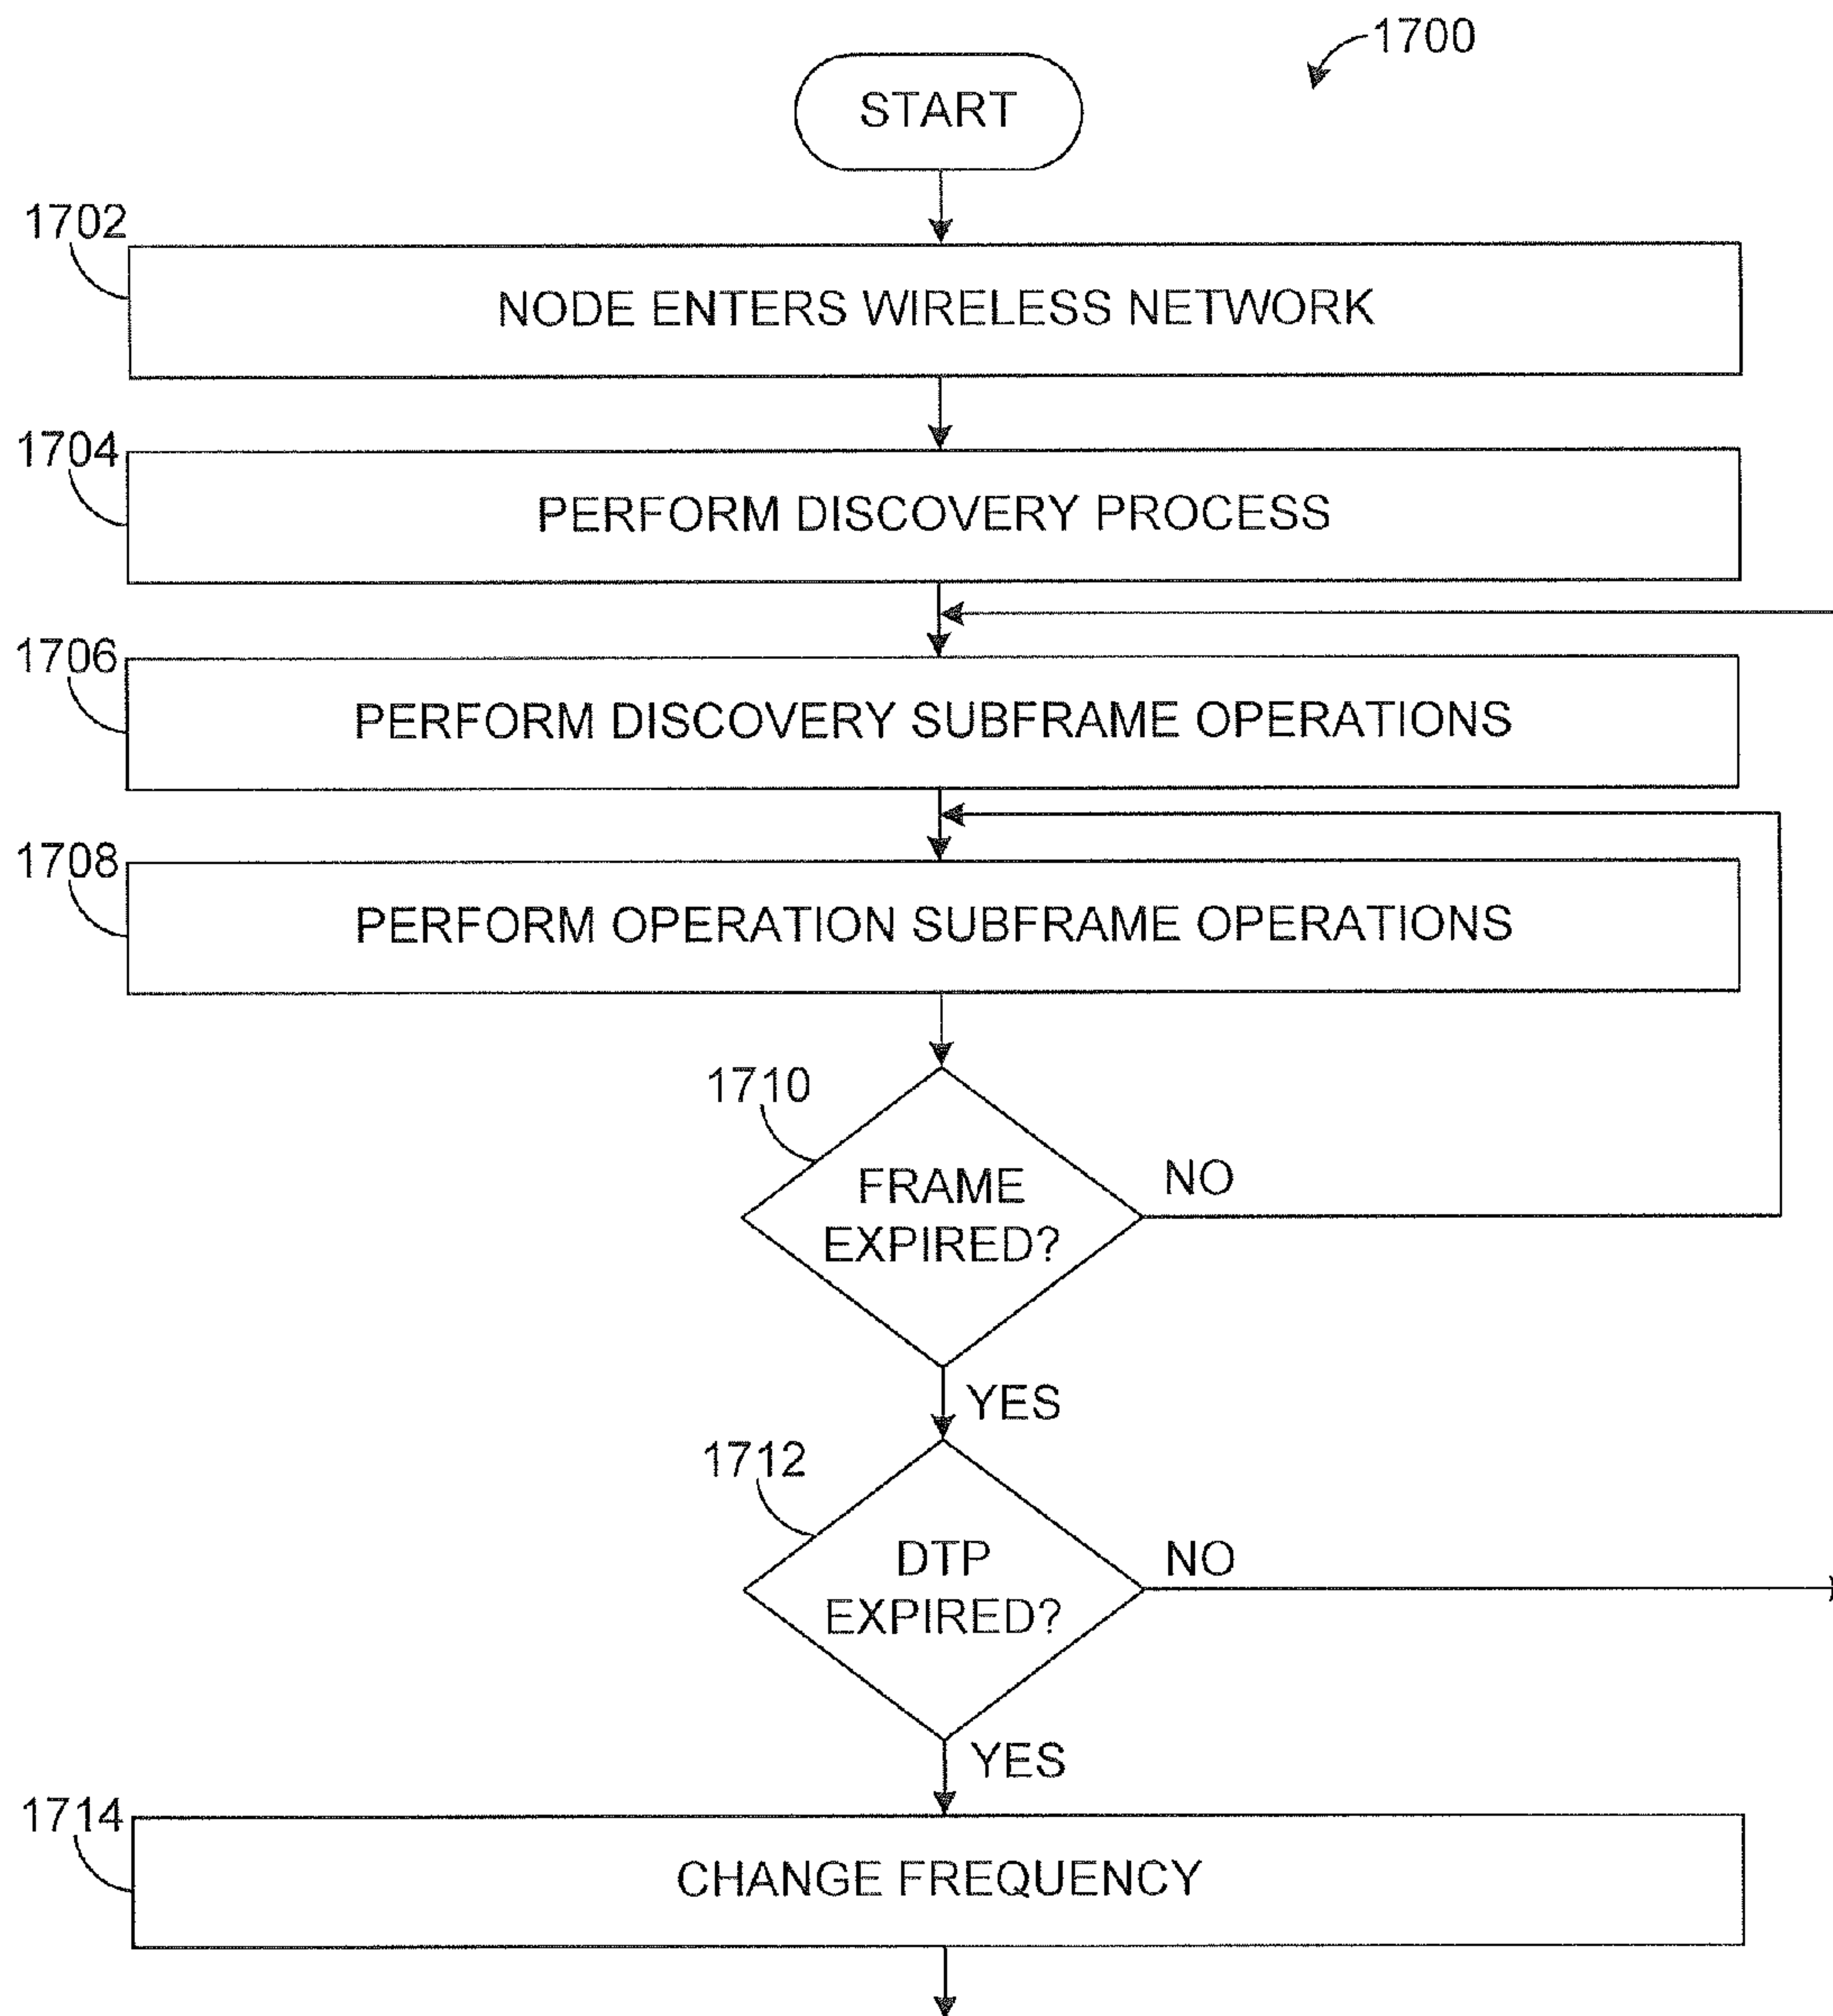 1700
START
1702
NODE ENTERS WIRELESS NETWORK
1704
PERFORM DISCOVERY PROCESS
1706
PERFORM DISCOVERY SUBFRAME OPERATIONS
1708
PERFORM OPERATION SUBFRAME OPERATIONS
1710
FRAME
EXPIRED?
NO
YES
1712
DTP
EXPIRED?
NO
YES
1714
CHANGE FREQUENCY